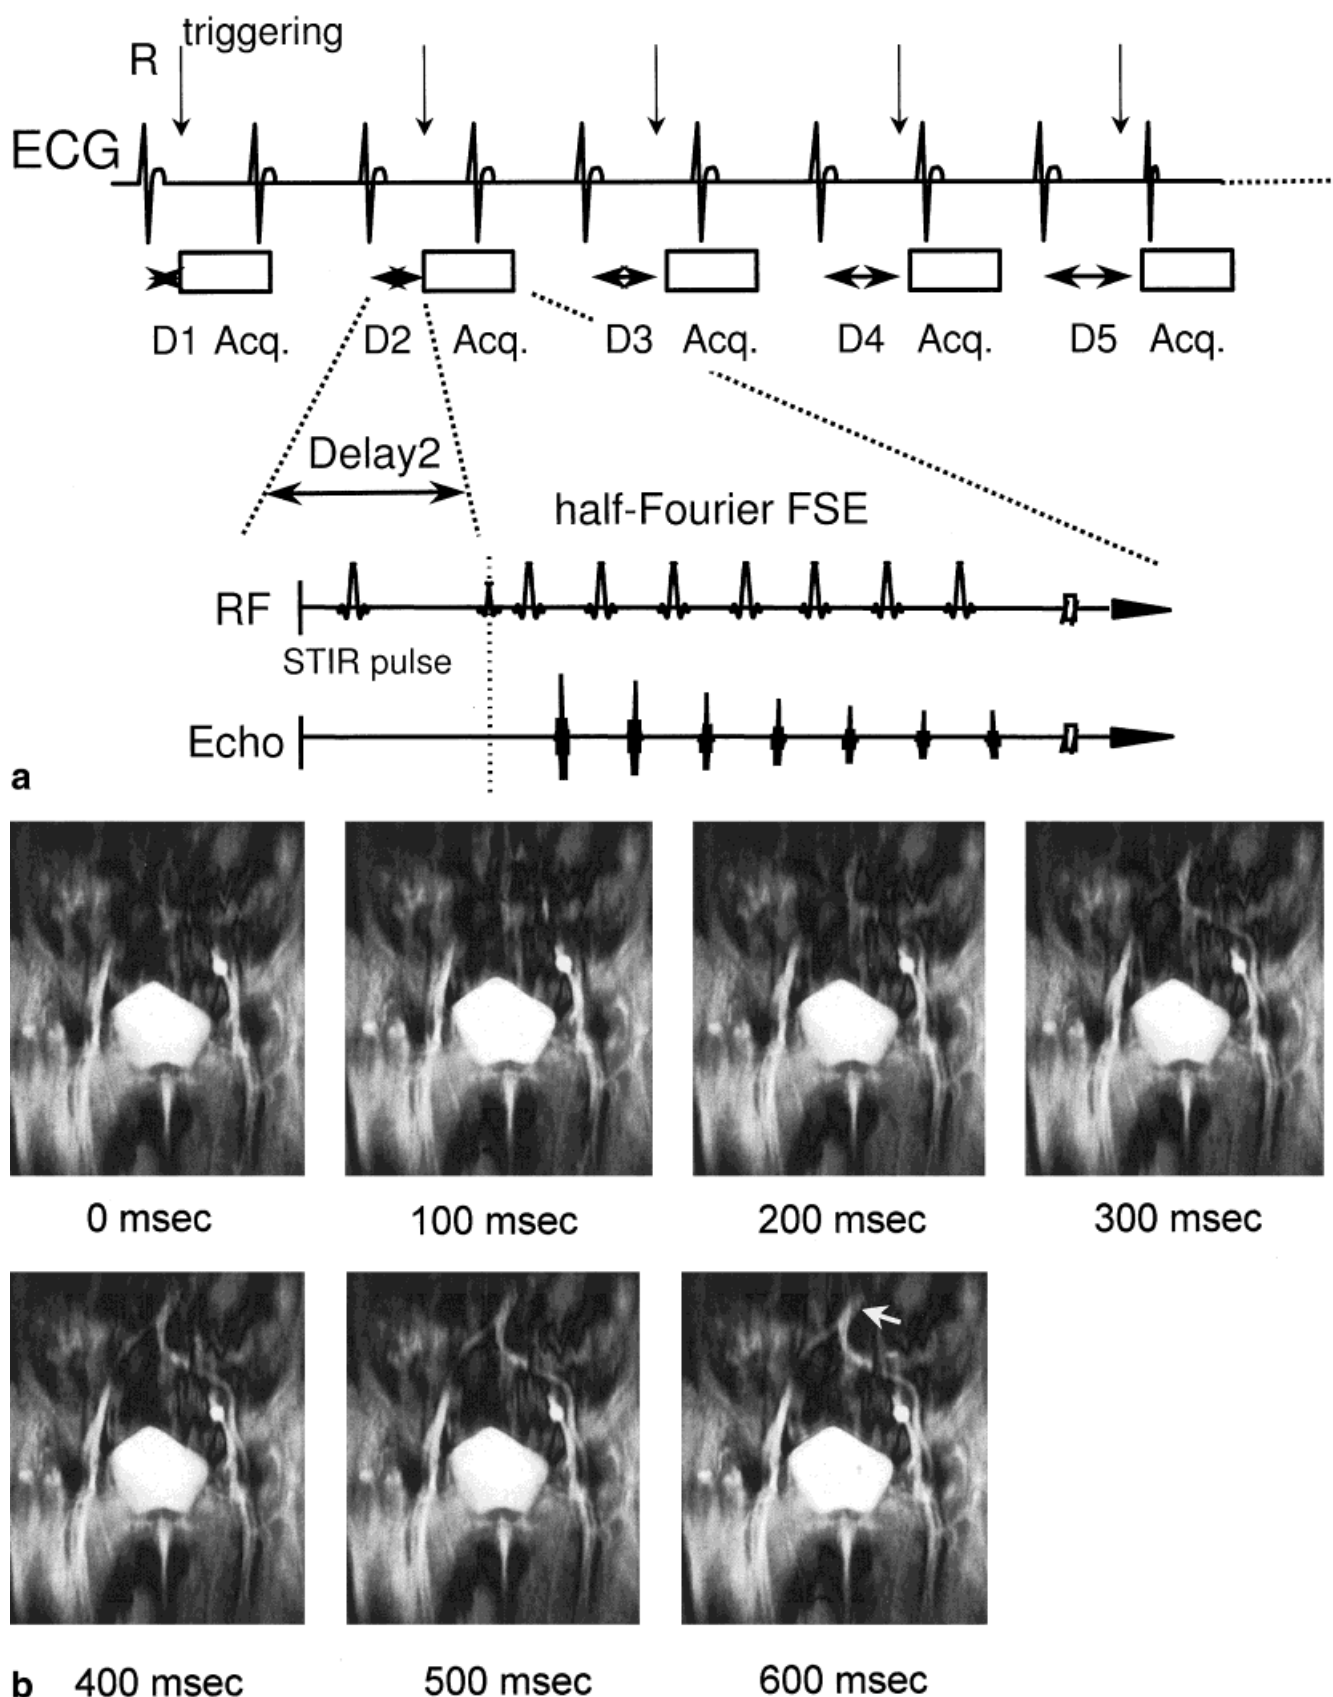 triggering
R
ECG
D1 Acq. D2 Acq. D3 Acq. D4 Acq. D5 Acq.
Delay2
half-Fourier FSE
RF
STIR pulse
Echo
a
0 msec 100 msec 200 msec 300 msec
b 400 msec 500 msec 600 msec